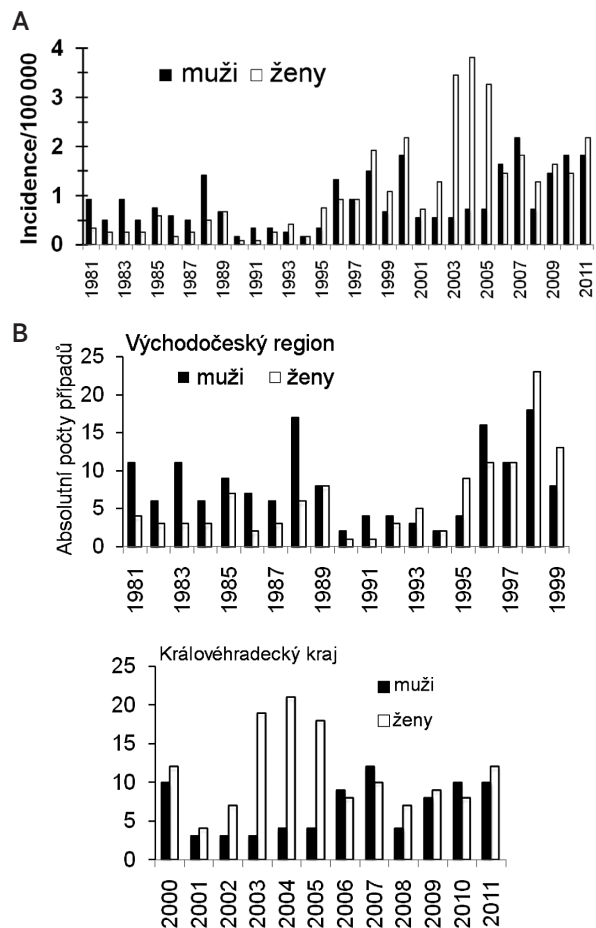 A
4
3
2
1
0
Incidence/100 000
muži ženy
1981 1983 1985 1987 1989 1991 1993 1995 1997 1999 2001 2003 2005 2007 2009 2011
B
Východočeský region
muži ženy
25
20
15
10
5
0
Absolutní počty případů
1981 1983 1985 1987 1989 1991 1993 1995 1997 1999
Královéhradecký kraj
muži
ženy
25
20
15
10
5
0
2000 2001 2002 2003 2004 2005 2006 2007 2008 2009 2010 2011